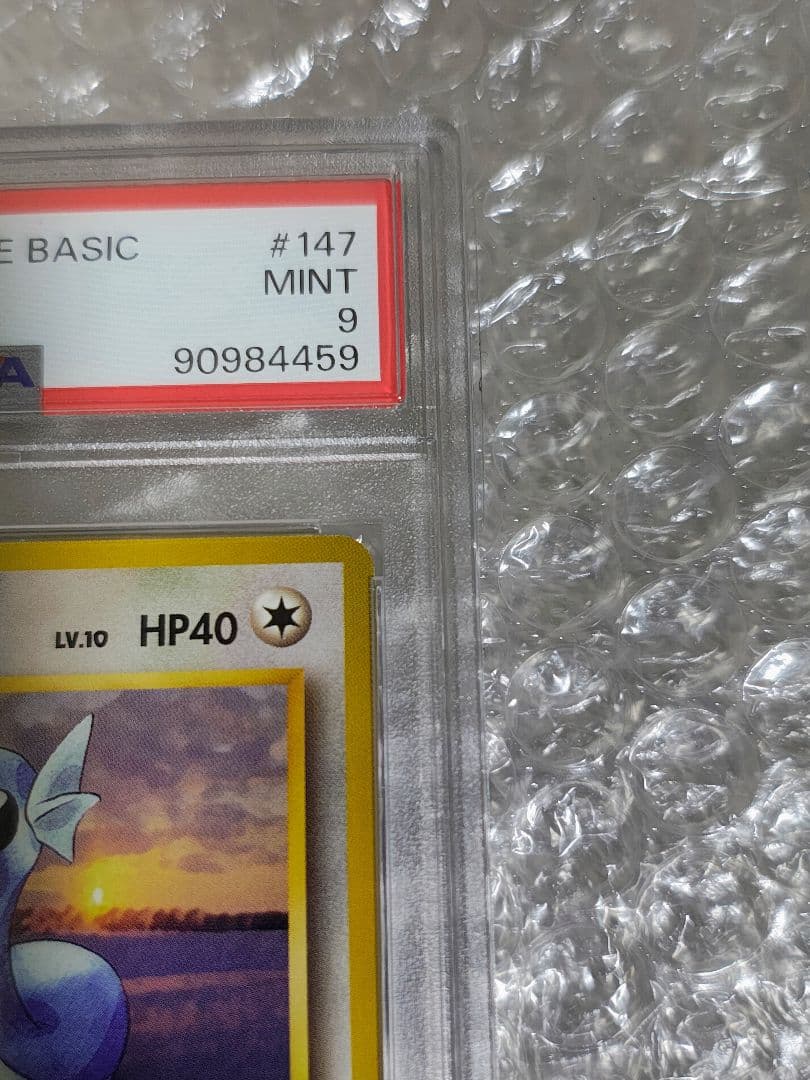 E BASIC #147
MINT
9
A 90984459
LV.10 HP40